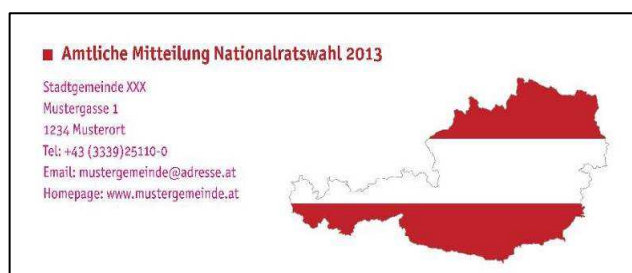 Amtliche Mitteilung Nationalratswahl 2013
Stadtgemeinde XXX
Mustergasse 1
1234 Musterort
Tel: +43 (3339)25110-0
Email: mustergemeinde@adresse.at
Homepage: www.mustergemeinde.at